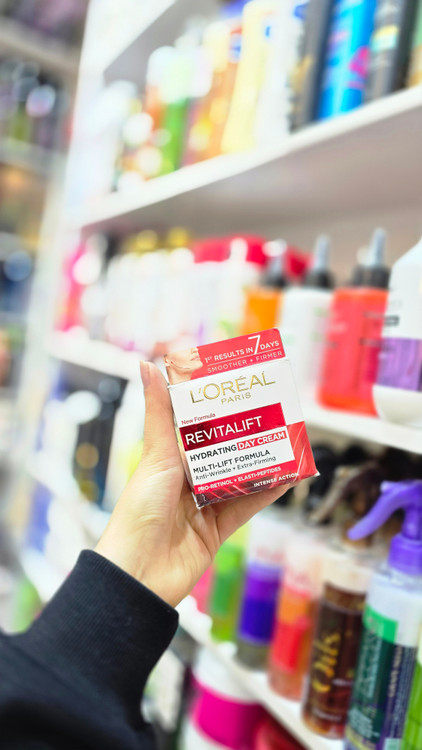 1ST RESULTS IN 7 DAYS
SMOOTHER + FIRMER
L'ORÉAL
PARIS
New Formula
REVITALIFT
HYDRATING DAY CREAM
MULTI-LIFT FORMULA
Anti-Wrinkle + Extra-Firming
PRO-RETINOL + ELASTI-PEPTIDES
INTENSE ACTION